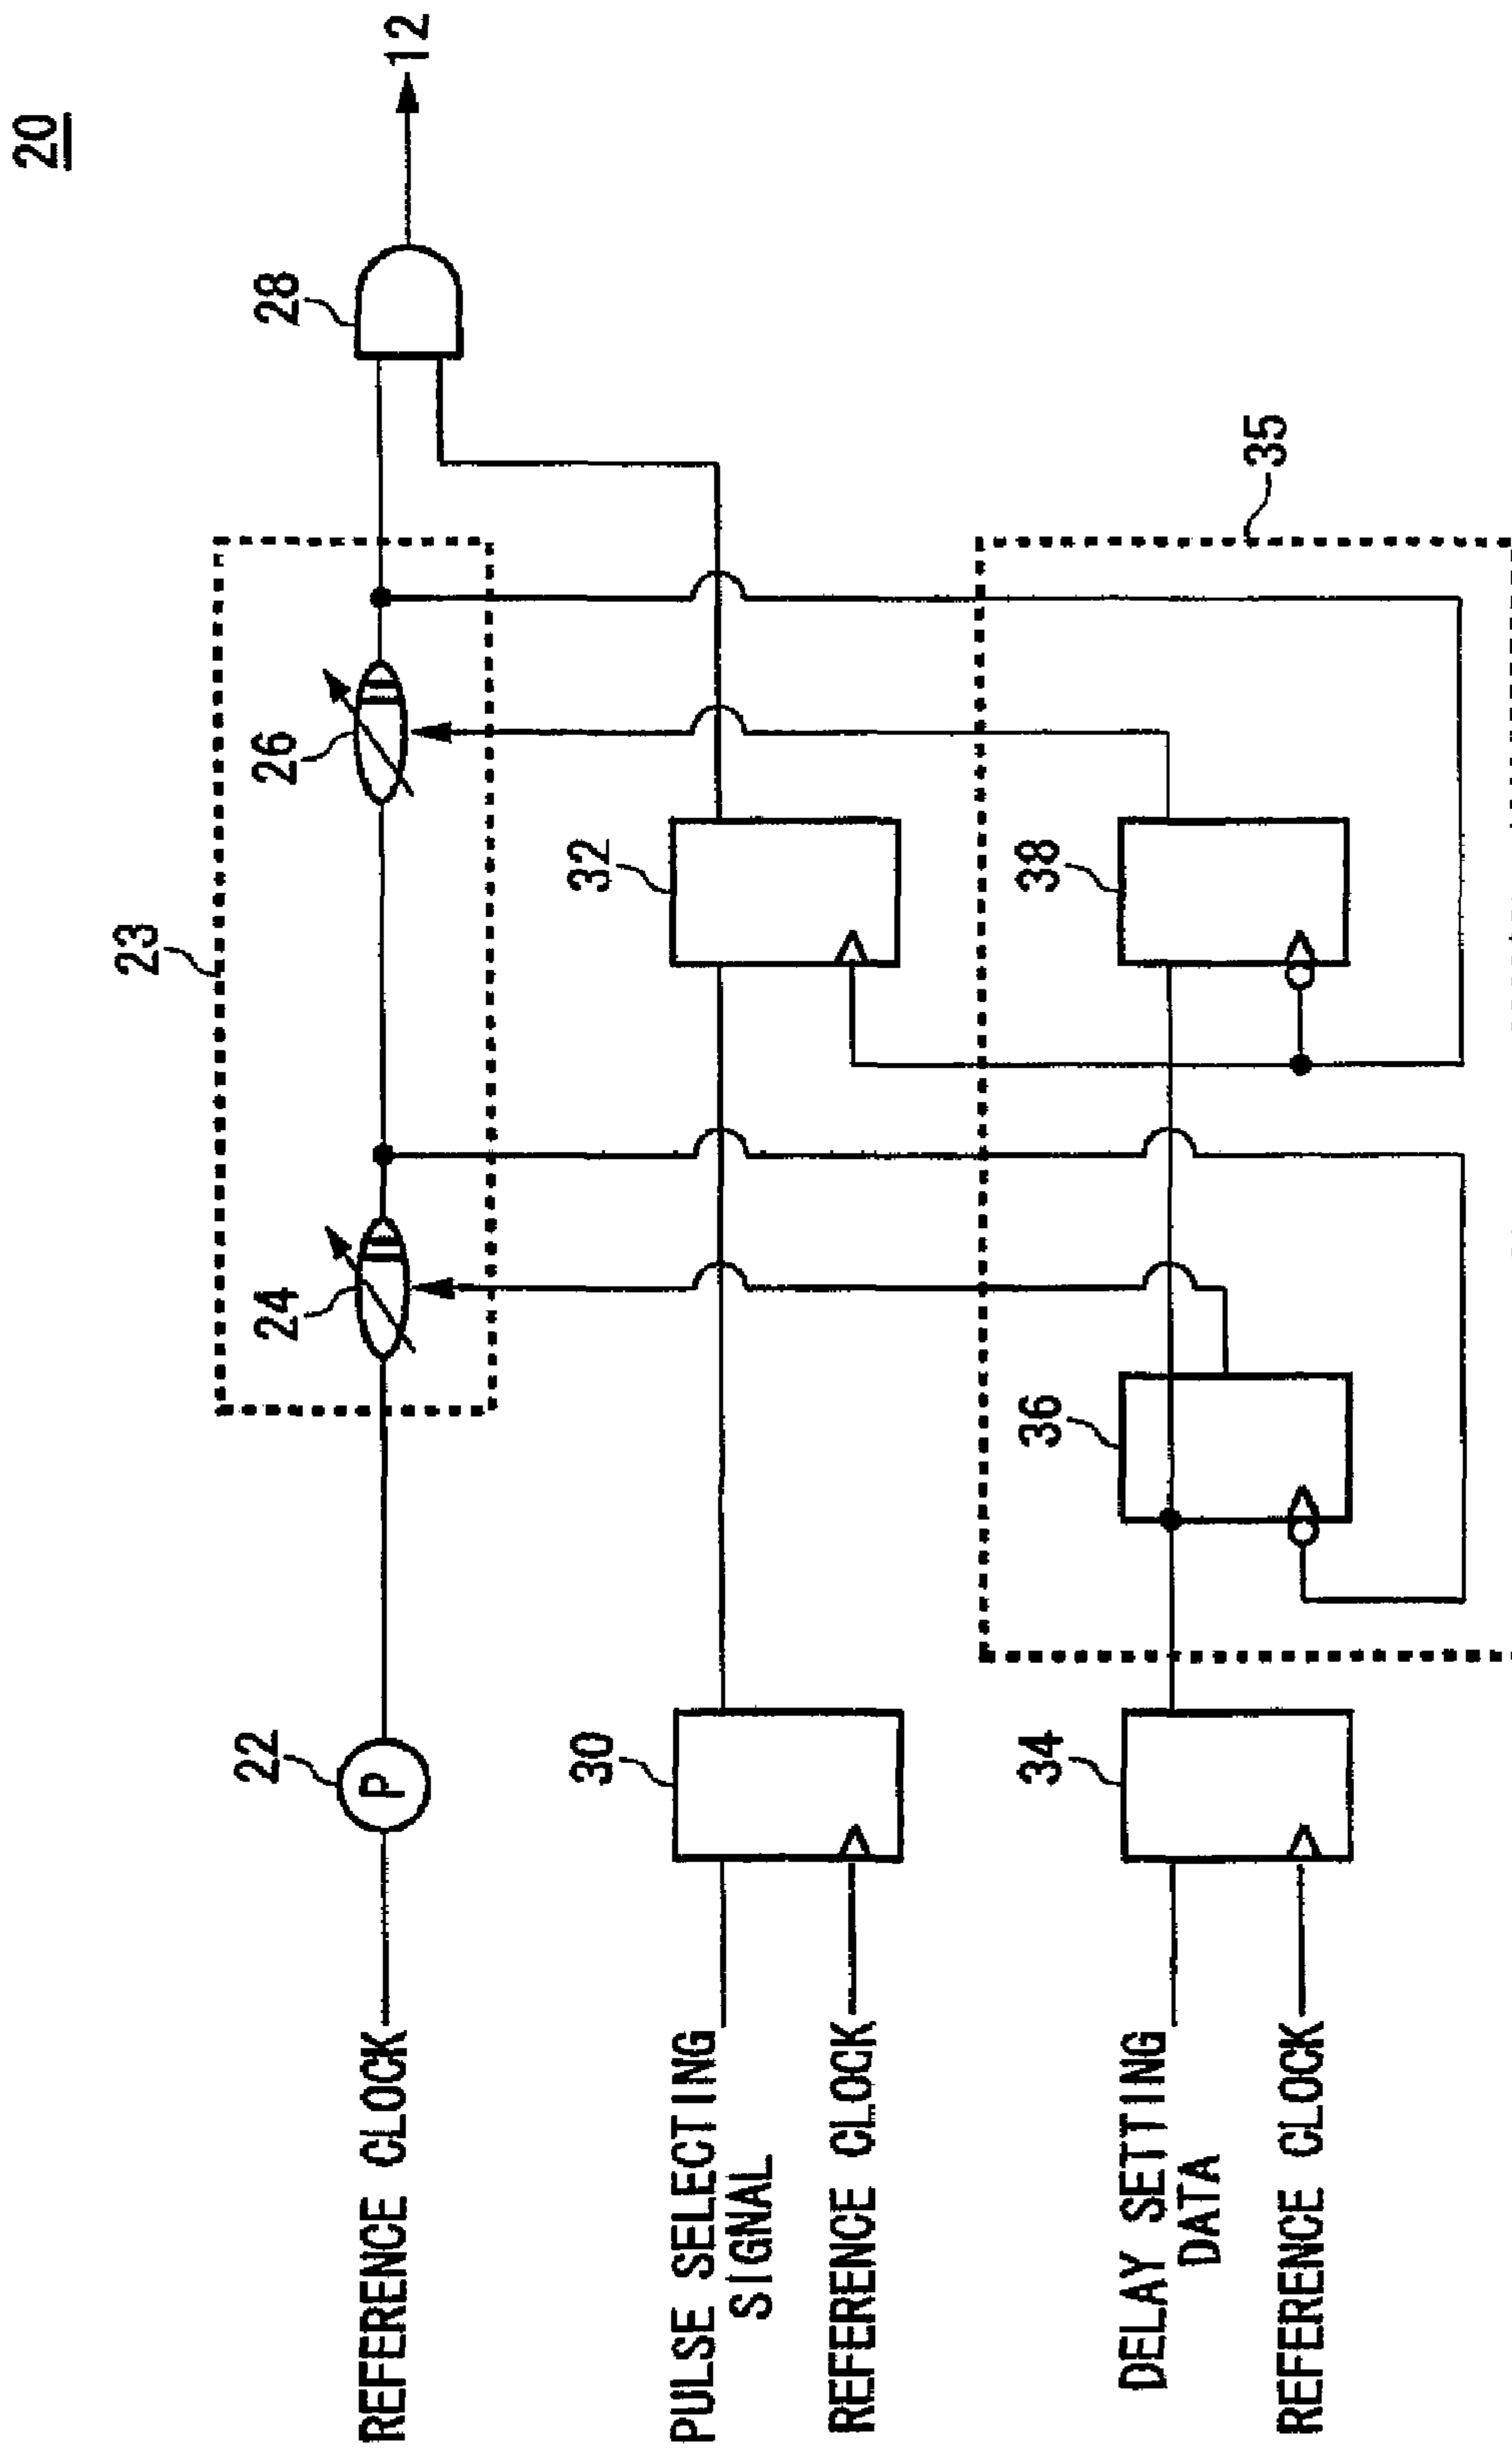 20
23
22
P
24
26
28
12
REFERENCE CLOCK
30
32
PULSE SELECTING
SIGNAL
REFERENCE CLOCK
35
34
36
38
DELAY SETTING
DATA
REFERENCE CLOCK